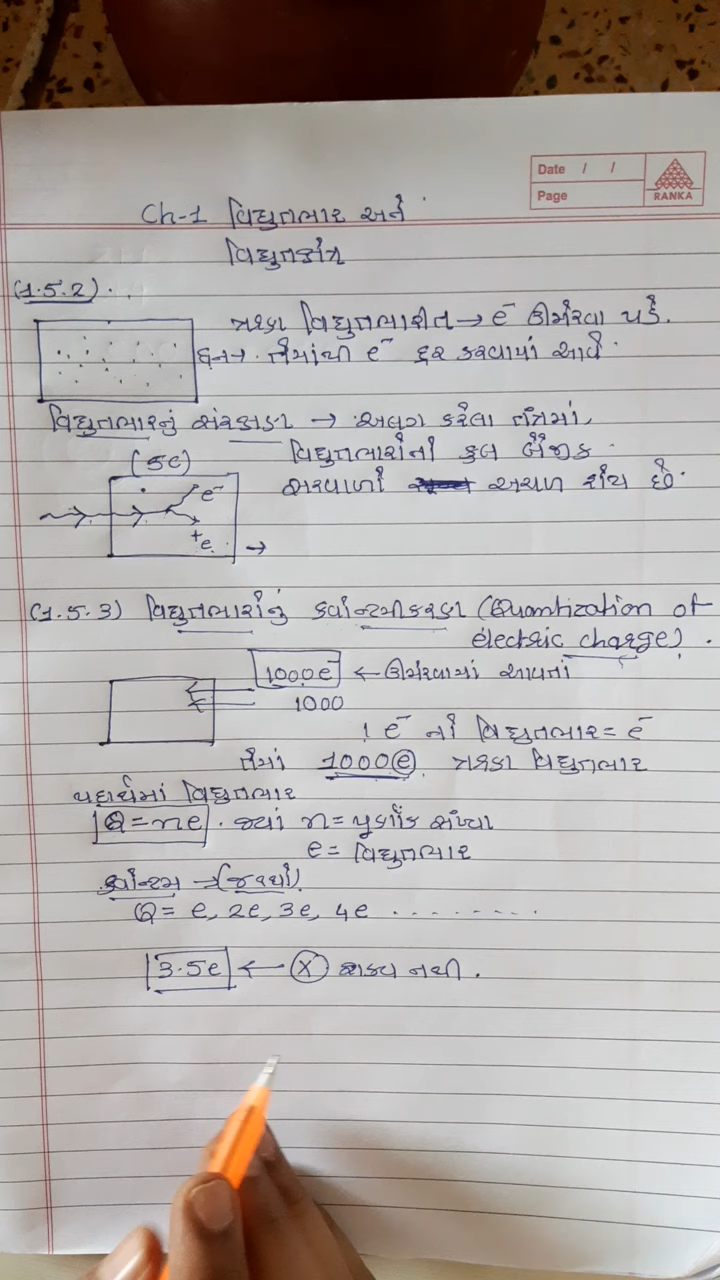 Date / /
Page
RANKA
Ch-1 વિદ્યુતભાર અને
વિદ્યુતક્ષેત્ર
(1.5.2)
ઋણ વિદ્યુતભારીત → e⁻ ઉમેરવા પડે.
ધન → તેમાંથી e⁻ દૂર કરવામાં આવે.
વિદ્યુતભારનું સંરક્ષણ → અલગ કરેલા તંત્રમાં,
વિદ્યુતભારોનો કુલ બૈજીક
(5e)
સરવાળો અચળ રહેય છે.
e⁻
+e →
(1.5.3) વિદ્યુતભારોનું ક્વોન્ટમીકરણ (Quantization of
electric charge).
1000e⁻ ← ઉમેરવામાં આવતાં
1000
1 e⁻ નો વિદ્યુતભાર = e⁻
તેમાં 1000e ઋણ વિદ્યુતભાર
પદાર્થમાં વિદ્યુતભાર
Q = ne . જ્યાં n = પૂર્ણાંક સંખ્યા
e = વિદ્યુતભાર
ક્વોન્ટમ → (જથ્થો)
Q = e, 2e, 3e, 4e ........
3.5e ← X શક્ય નથી.